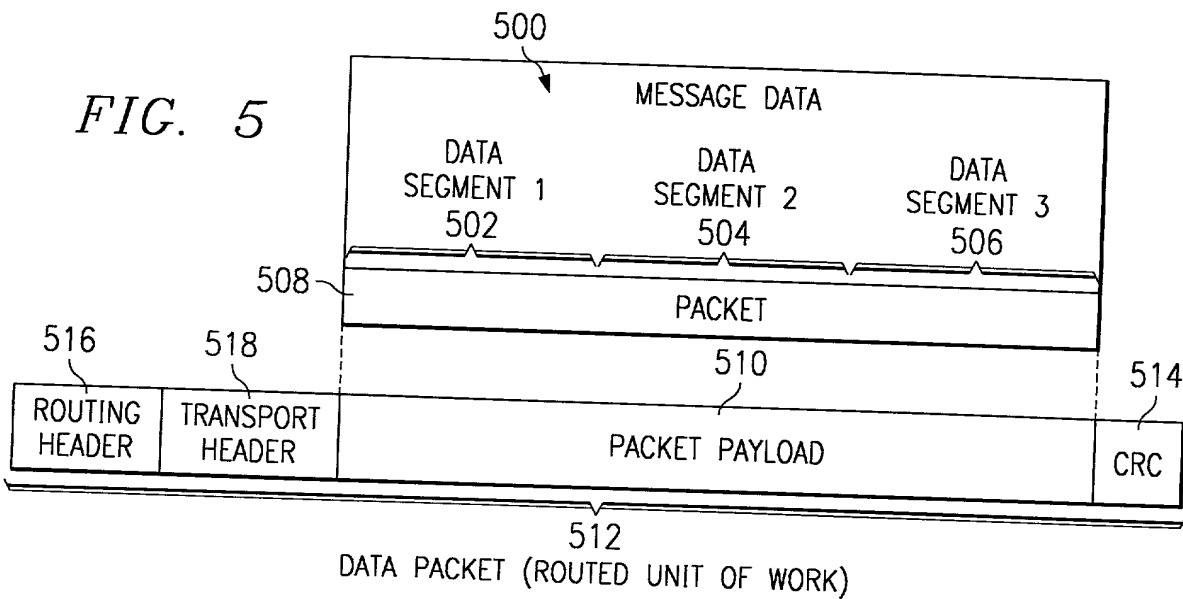 500
FIG. 5
MESSAGE DATA
DATA SEGMENT 1
502
DATA SEGMENT 2
504
DATA SEGMENT 3
506
508
PACKET
516
518
510
514
ROUTING HEADER
TRANSPORT HEADER
PACKET PAYLOAD
CRC
512
DATA PACKET (ROUTED UNIT OF WORK)